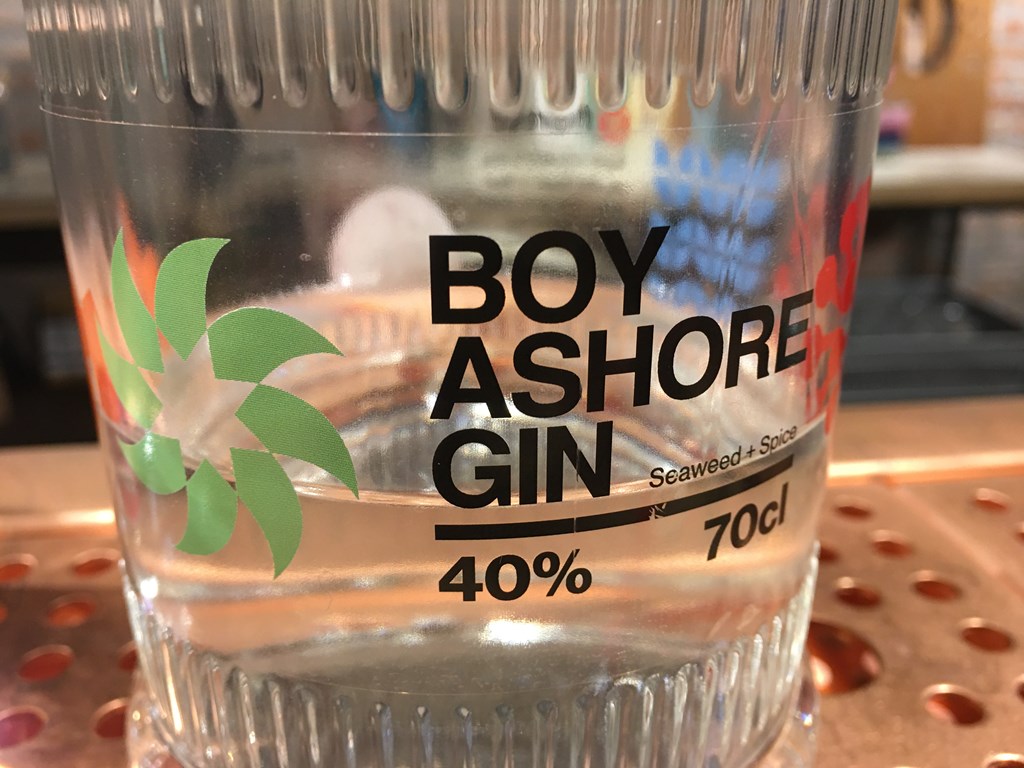 BOY
ASHORE
GIN
Seaweed + Spice
40%
70cl